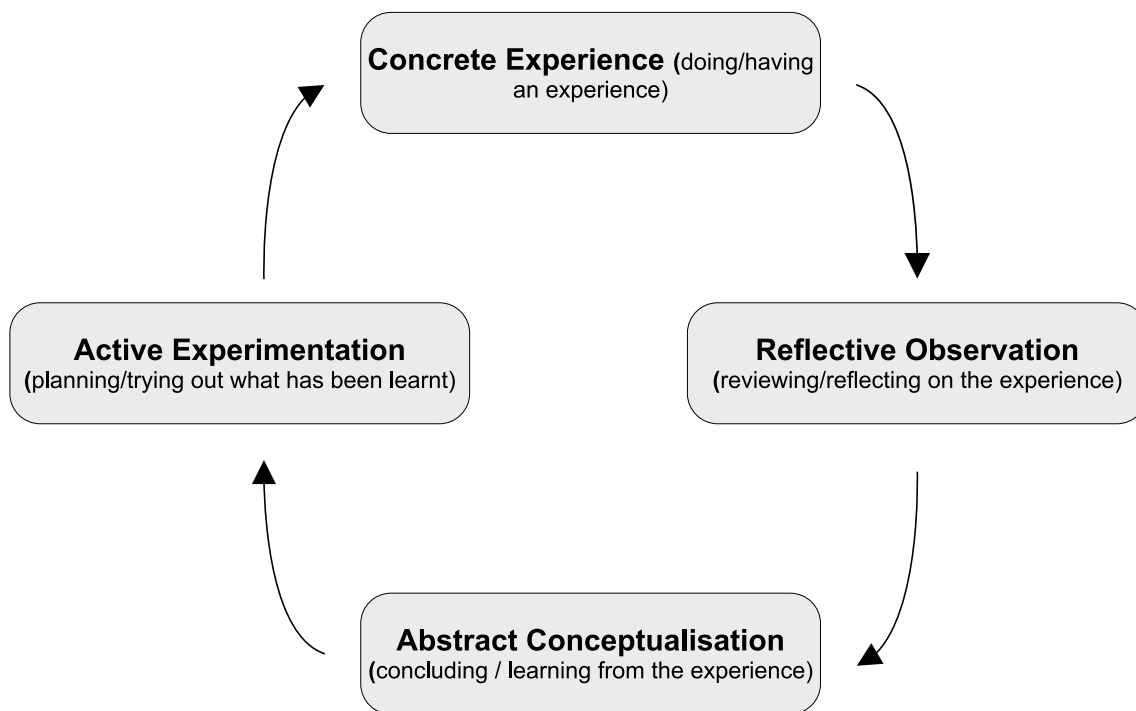 Concrete Experience (doing/having
an experience)
Active Experimentation
(planning/trying out what has been learnt)
Reflective Observation
(reviewing/reflecting on the experience)
Abstract Conceptualisation
(concluding / learning from the experience)